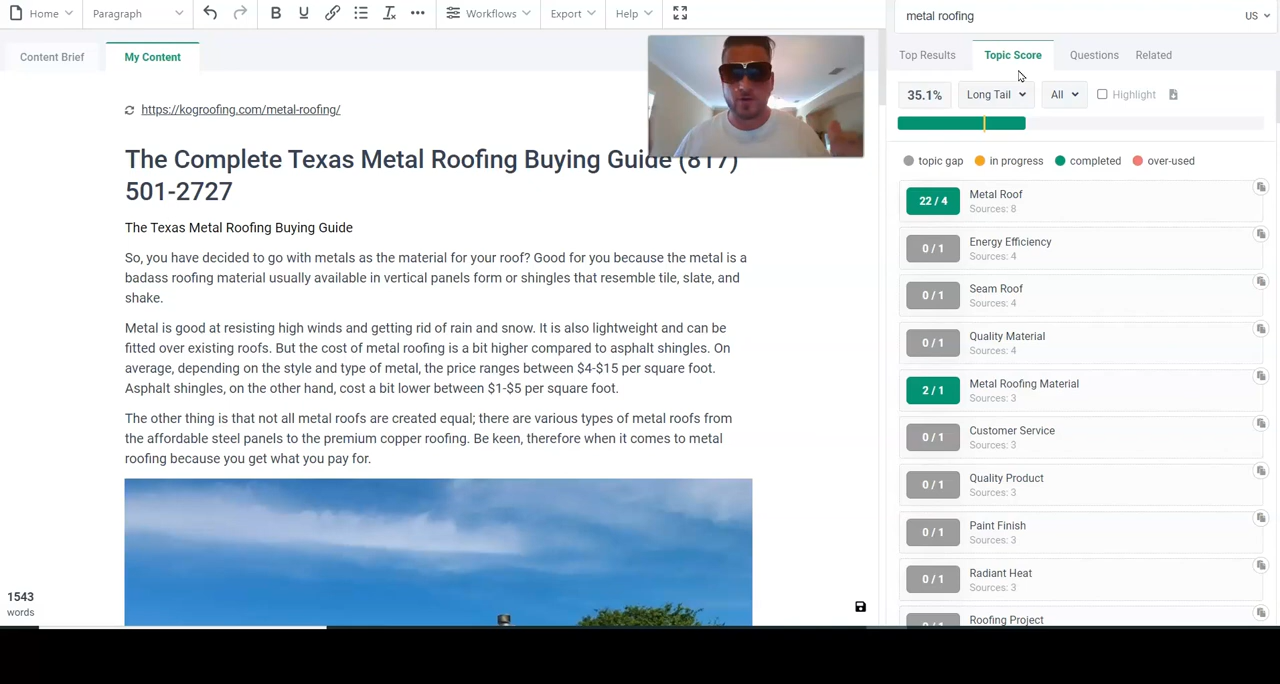 Home
Paragraph
B
U
Workflows
Export
Help
metal roofing
US
Content Brief
My Content
Top Results
Topic Score
Questions
Related
35.1%
Long Tail
All
Highlight
topic gap
in progress
completed
over-used
https://kogroofing.com/metal-roofing/
The Complete Texas Metal Roofing Buying Guide (817)
501-2727
The Texas Metal Roofing Buying Guide
So, you have decided to go with metals as the material for your roof? Good for you because the metal is a
badass roofing material usually available in vertical panels form or shingles that resemble tile, slate, and
shake.
Metal is good at resisting high winds and getting rid of rain and snow. It is also lightweight and can be
fitted over existing roofs. But the cost of metal roofing is a bit higher compared to asphalt shingles. On
average, depending on the style and type of metal, the price ranges between $4-$15 per square foot.
Asphalt shingles, on the other hand, cost a bit lower between $1-$5 per square foot.
The other thing is that not all metal roofs are created equal; there are various types of metal roofs from
the affordable steel panels to the premium copper roofing. Be keen, therefore when it comes to metal
roofing because you get what you pay for.
1543
words
22 / 4
Metal Roof
Sources: 8
0 / 1
Energy Efficiency
Sources: 4
0 / 1
Seam Roof
Sources: 4
0 / 1
Quality Material
Sources: 4
2 / 1
Metal Roofing Material
Sources: 3
0 / 1
Customer Service
Sources: 3
0 / 1
Quality Product
Sources: 3
0 / 1
Paint Finish
Sources: 3
0 / 1
Radiant Heat
Sources: 3
Roofing Project